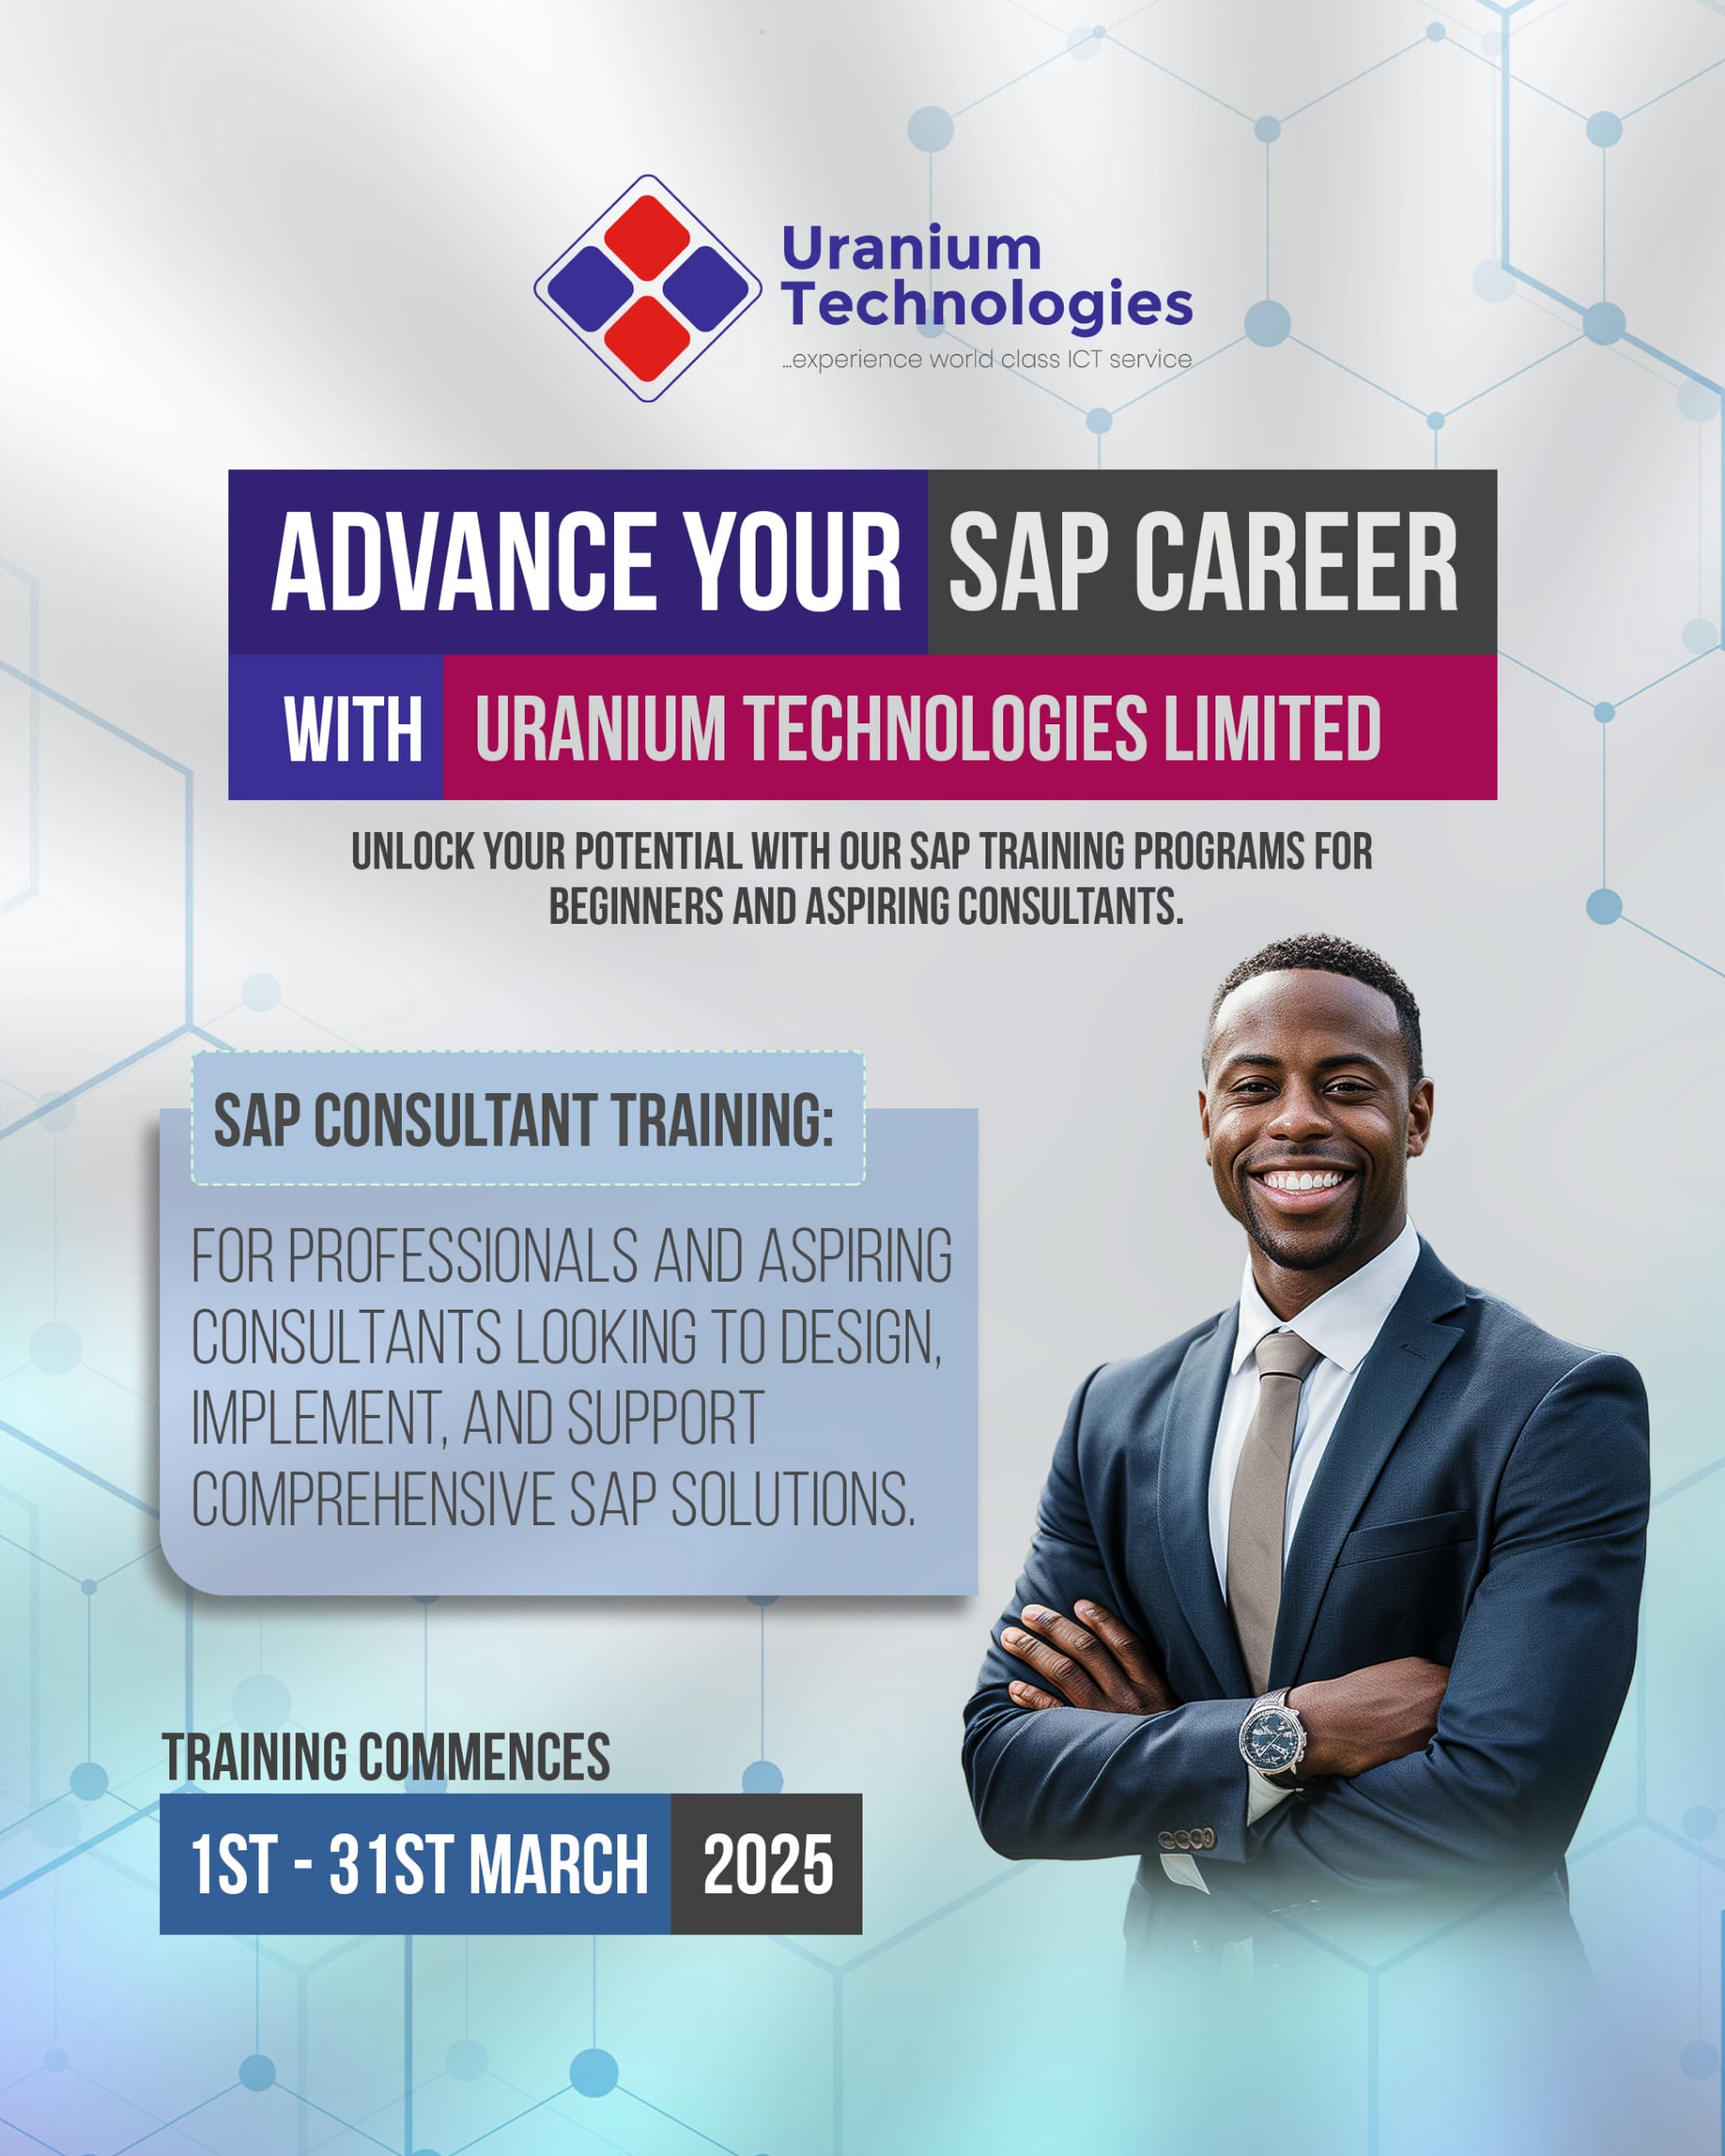 Uranium
Technologies
...experience world class ICT service
ADVANCE YOUR SAP CAREER
WITH URANIUM TECHNOLOGIES LIMITED
UNLOCK YOUR POTENTIAL WITH OUR SAP TRAINING PROGRAMS FOR
BEGINNERS AND ASPIRING CONSULTANTS.
SAP CONSULTANT TRAINING:
FOR PROFESSIONALS AND ASPIRING
CONSULTANTS LOOKING TO DESIGN,
IMPLEMENT, AND SUPPORT
COMPREHENSIVE SAP SOLUTIONS.
TRAINING COMMENCES
1ST - 31ST MARCH 2025